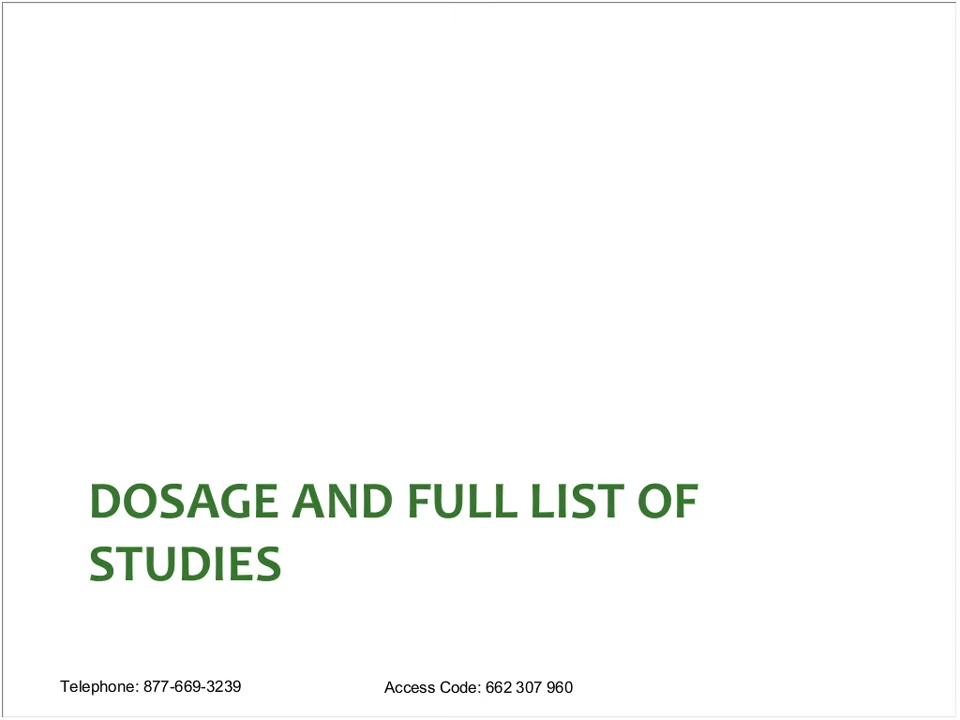 DOSAGE AND FULL LIST OF
STUDIES
Telephone: 877-669-3239
Access Code: 662 307 960